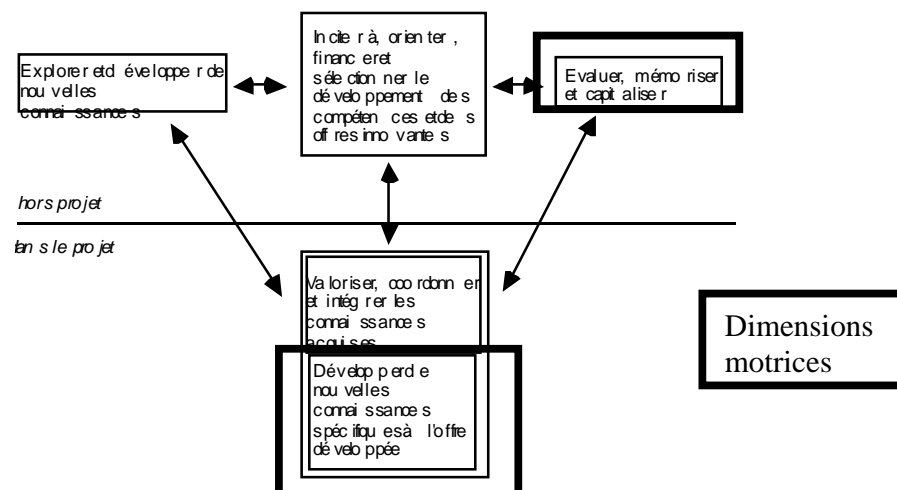 Explorer et développer de
nouvelles
connaissances
Inciter à, orienter,
financer et
sélectionner le
développement des
compétences et des
offres innovantes
Evaluer, mémoriser
et capitaliser
hors projet
dans le projet
Valoriser, coordonner
et intégrer les
connaissances
acquises
Développer de
nouvelles
connaissances
spécifiques à l'offre
développée
Dimensions
motrices